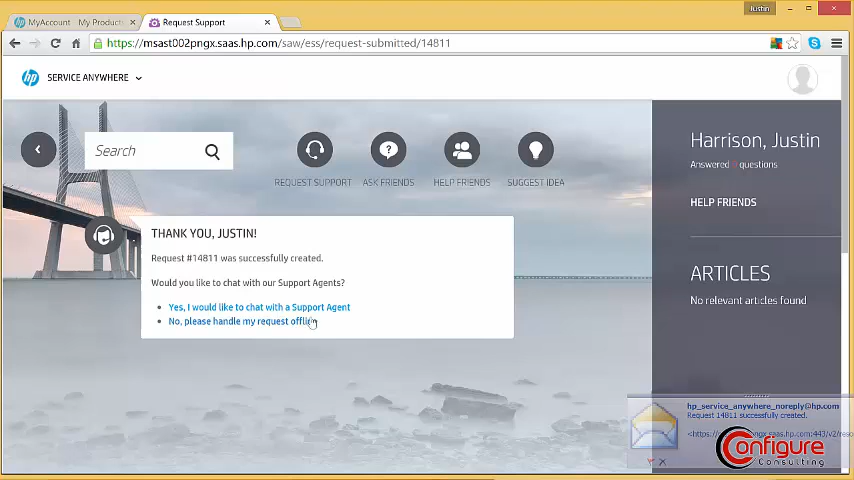 Justin
MyAccount My Product
Request Support
https://msast002pngx.saas.hp.com/saw/ess/request-submitted/14811
hp SERVICE ANYWHERE
Search
REQUEST SUPPORT
ASK FRIENDS
HELP FRIENDS
SUGGEST IDEA
Harrison, Justin
Answered 0 questions
HELP FRIENDS
THANK YOU, JUSTIN!
Request #14811 was successfully created.
Would you like to chat with our Support Agents?
• Yes, I would like to chat with a Support Agent
• No, please handle my request offline
ARTICLES
No relevant articles found
hp_service_anywhere_noreply@hp.com
Request 14811 successfully created.
Configure
Consulting